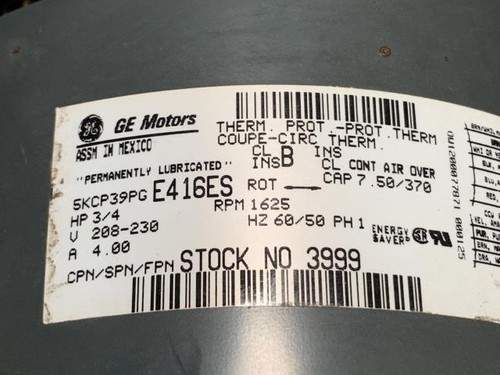 GE Motors
ASSM IN MEXICO
THERM. PROT -PROT. THERM
COUPE-CIRC THERM.
CL B INS
INS CL CONT AIR OVER
"PERMANENTLY LUBRICATED"
5KCP39PG E416ES ROT CAP 7.50/370
HP 3/4 RPM 1625
V 208-230 HZ 60/50 PH 1
A 4.00 ENERGY SAVER
CPN/SPN/FPN STOCK NO 3999